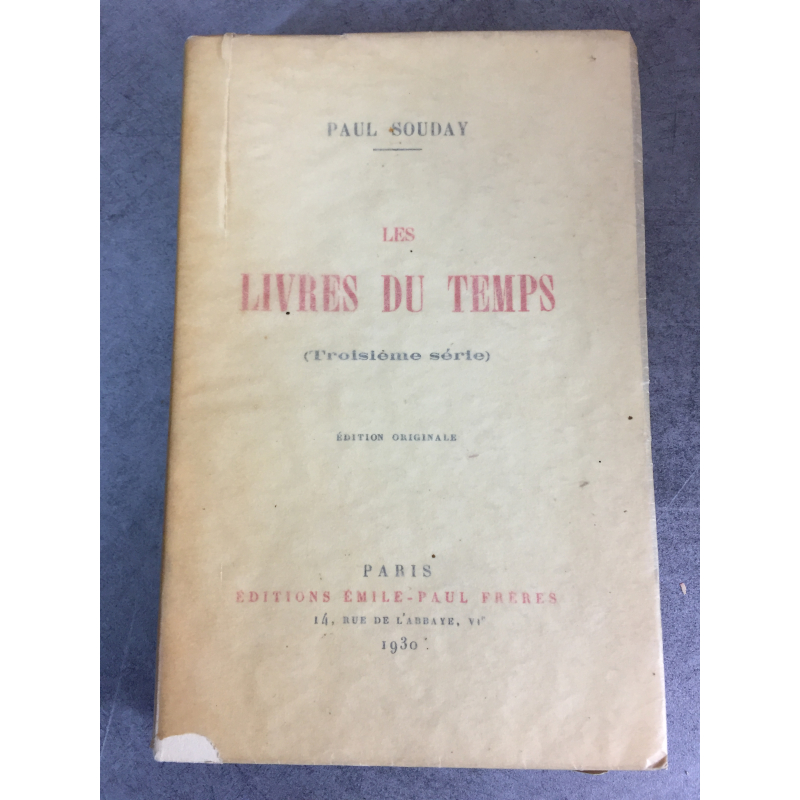 PAUL SOUDAY
LES
LIVRES DU TEMPS
(Troisième série)
ÉDITION ORIGINALE
PARIS
ÉDITIONS ÉMILE-PAUL FRÈRES
14, RUE DE L'ABBAYE, VIe
1930